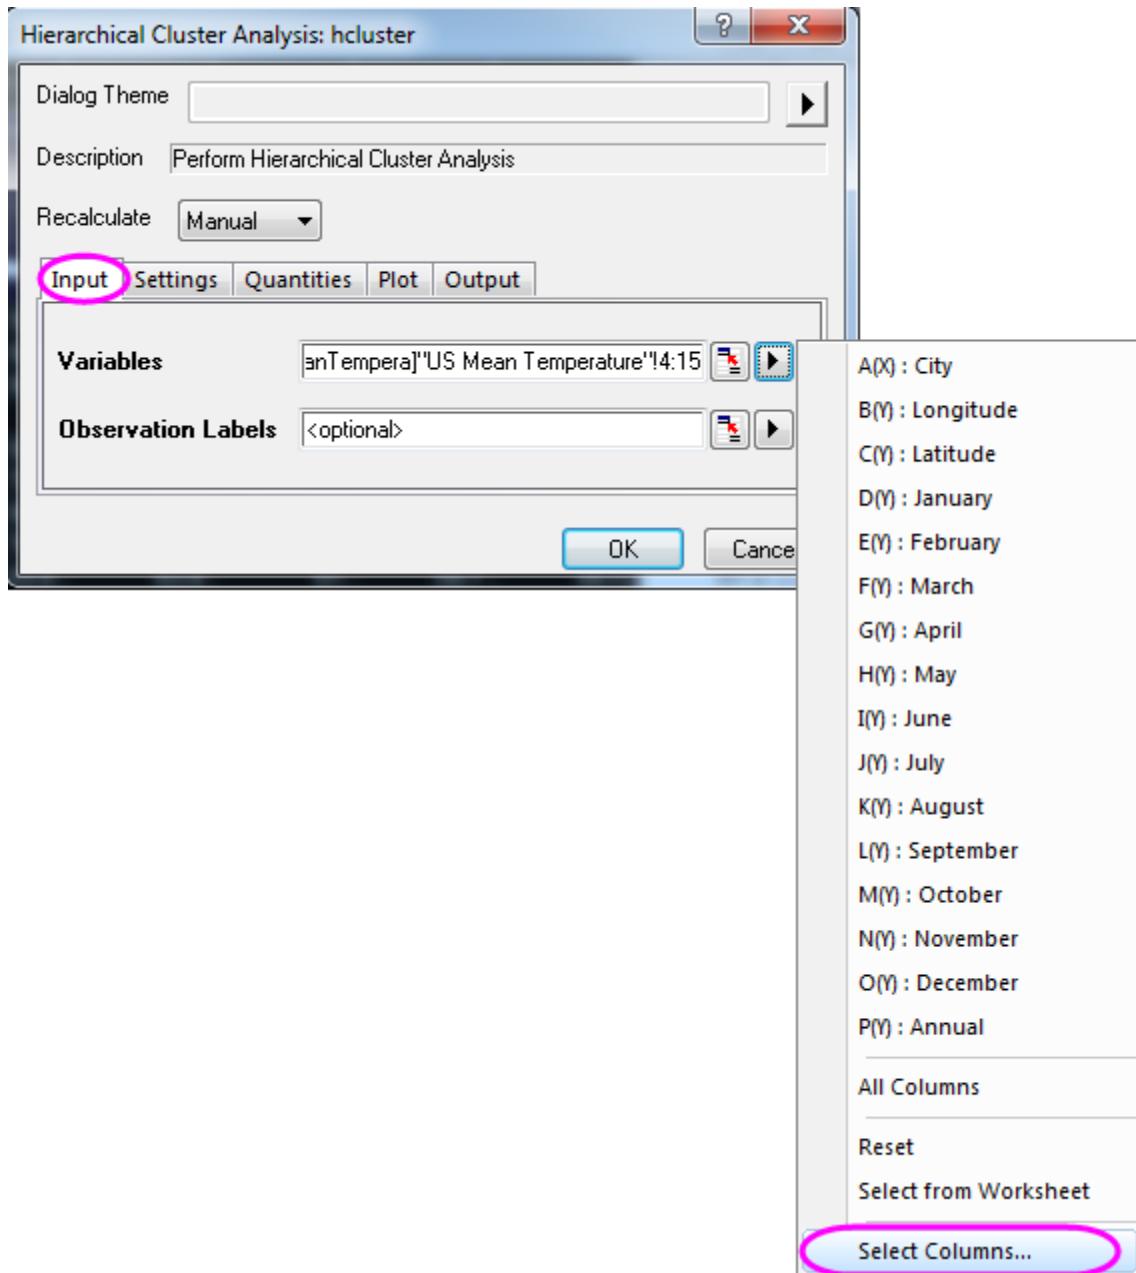 Hierarchical Cluster Analysis: hcluster
Dialog Theme
Description Perform Hierarchical Cluster Analysis
Recalculate Manual
Input Settings Quantities Plot Output
Variables anTempera]"US Mean Temperature"!4:15
Observation Labels <optional>
OK Cance
A(X) : City
B(Y) : Longitude
C(Y) : Latitude
D(Y) : January
E(Y) : February
F(Y) : March
G(Y) : April
H(Y) : May
I(Y) : June
J(Y) : July
K(Y) : August
L(Y) : September
M(Y) : October
N(Y) : November
O(Y) : December
P(Y) : Annual
All Columns
Reset
Select from Worksheet
Select Columns...